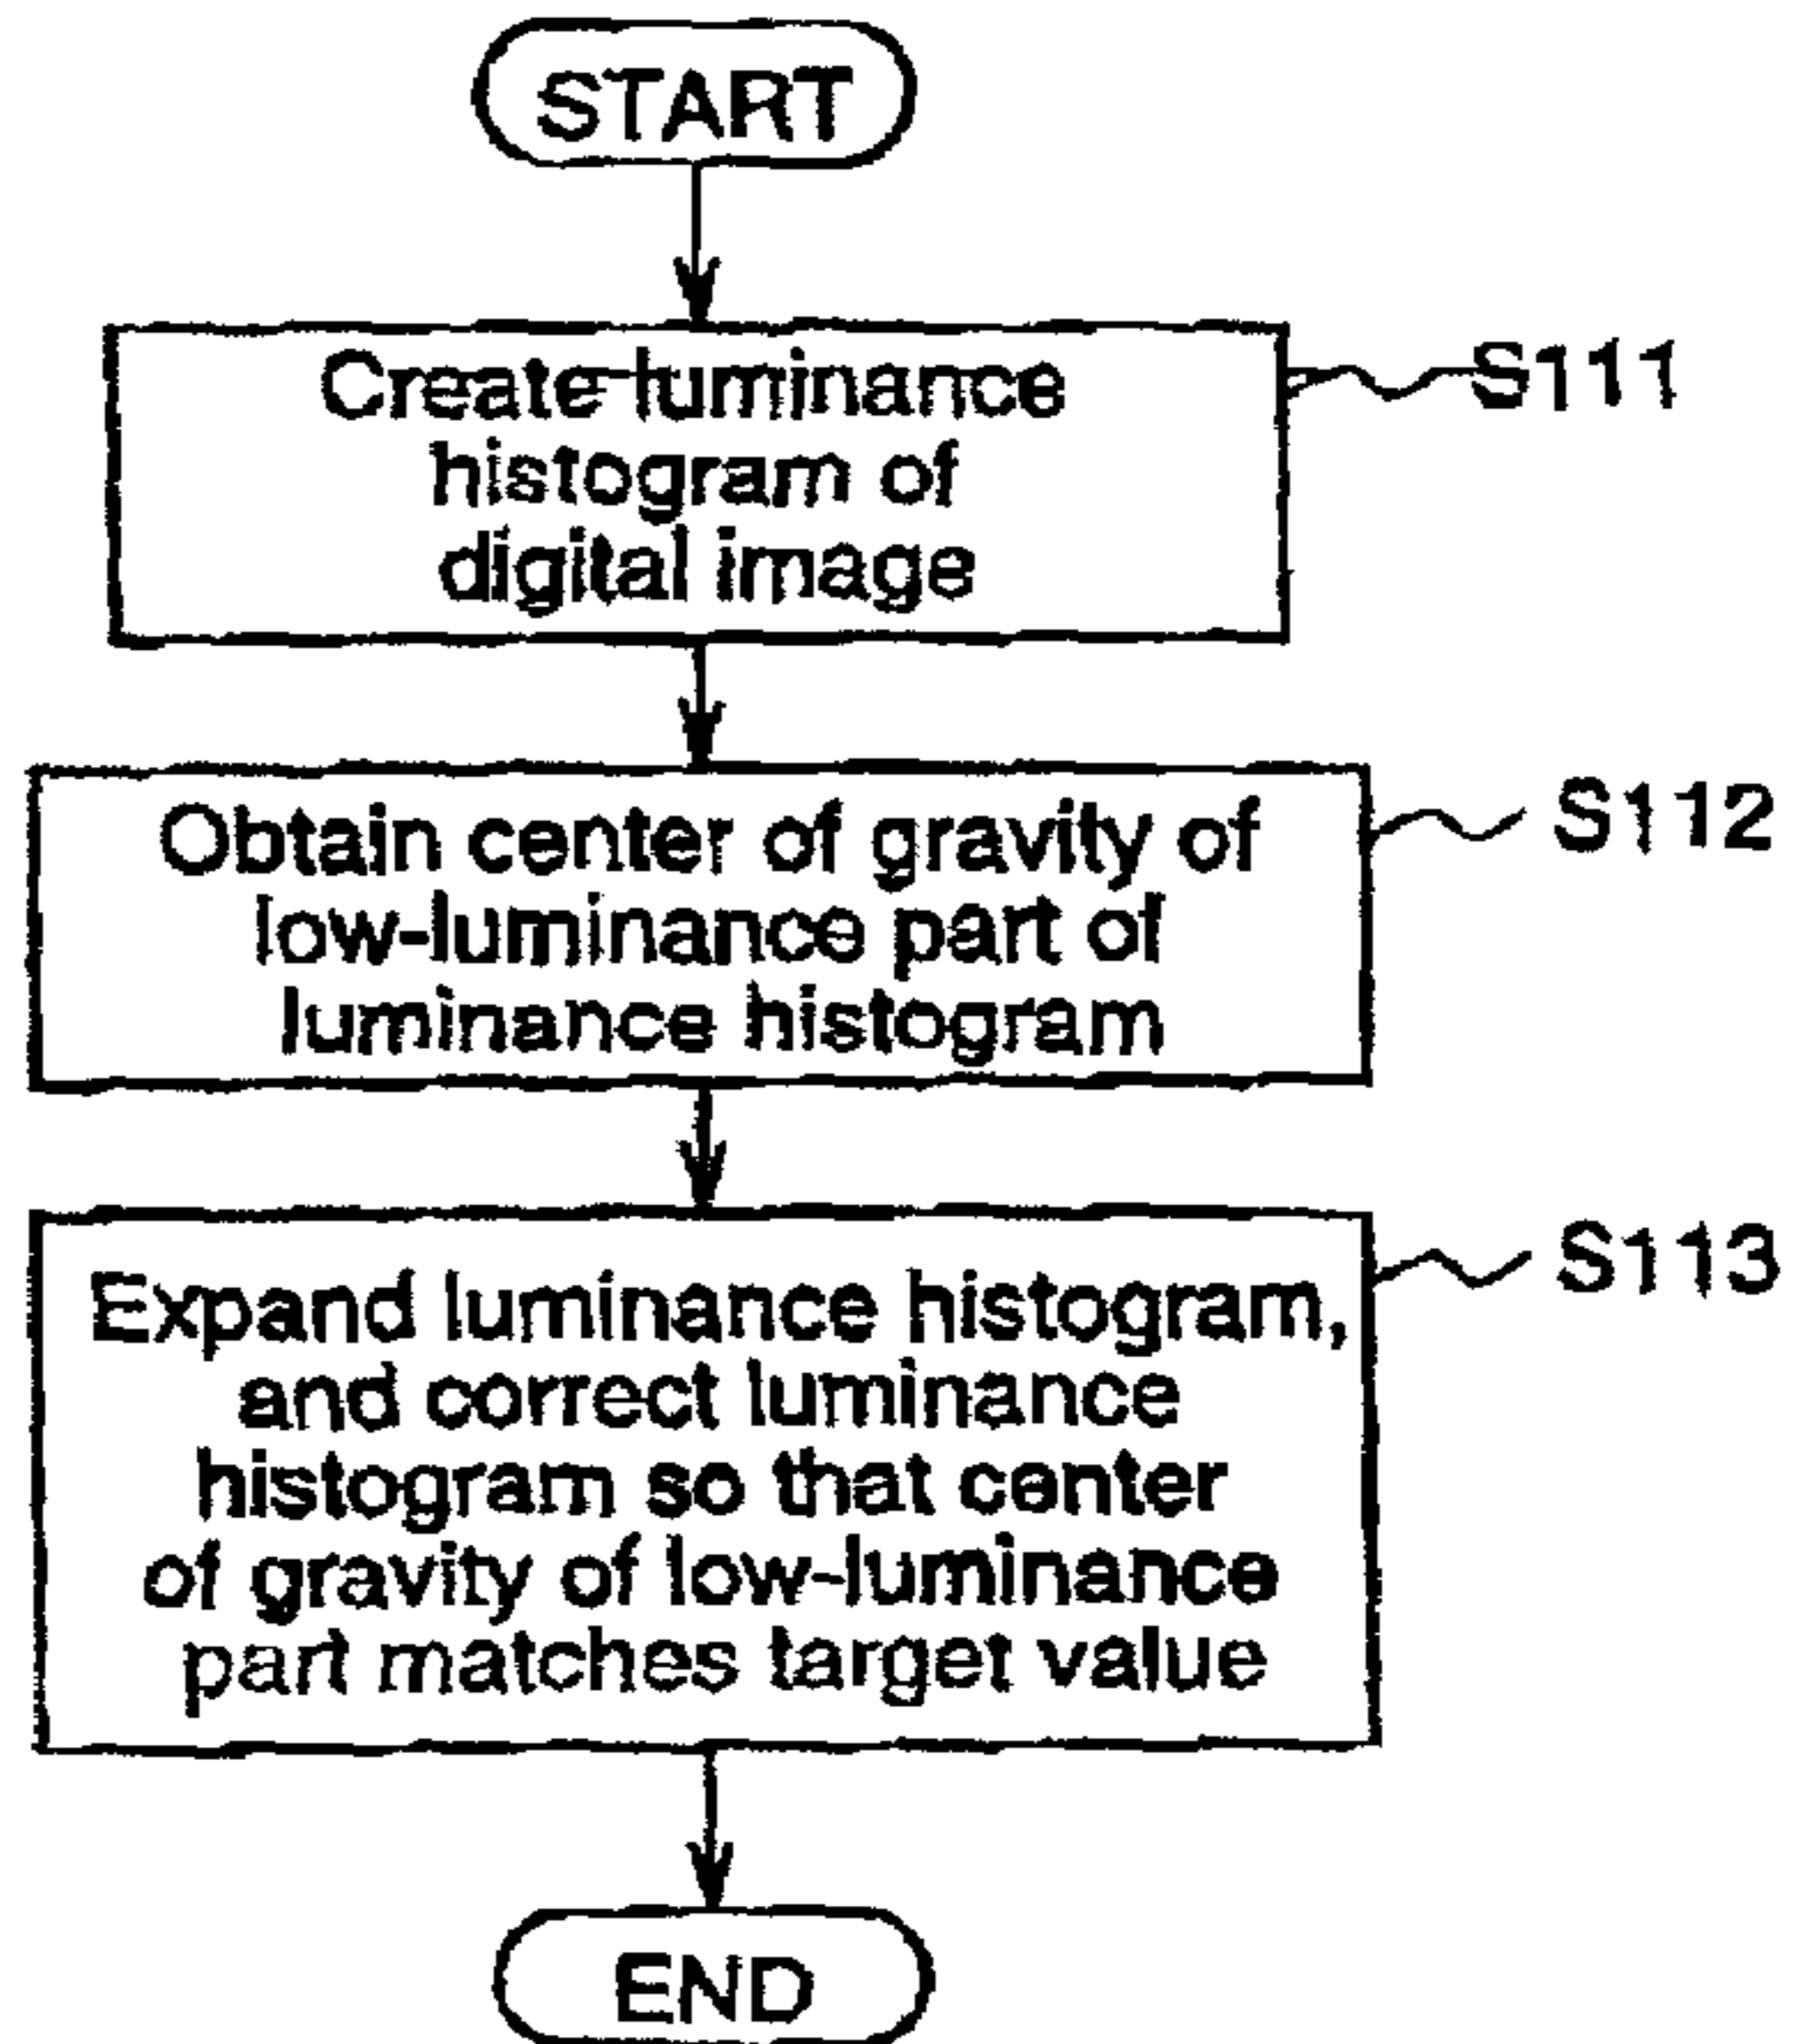 START
Create luminance
histogram of
digital image
S111
Obtain center of gravity of
low-luminance part of
luminance histogram
S112
Expand luminance histogram,
and correct luminance
histogram so that center
of gravity of low-luminance
part matches target value
S113
END